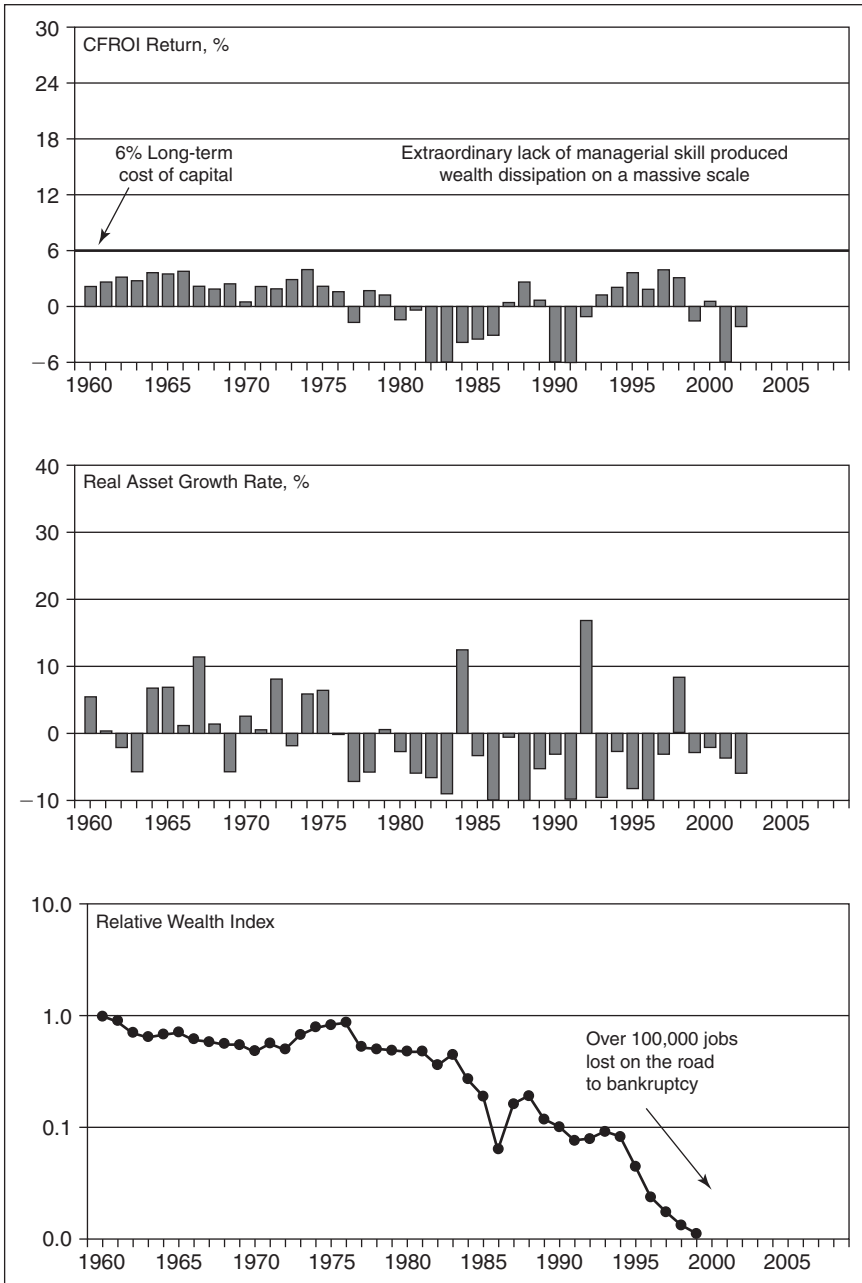 30
CFROI Return, %
24
18
6% Long-term
cost of capital
Extraordinary lack of managerial skill produced
wealth dissipation on a massive scale
12
6
0
−6
1960 1965 1970 1975 1980 1985 1990 1995 2000 2005
40
Real Asset Growth Rate, %
30
20
10
0
−10
1960 1965 1970 1975 1980 1985 1990 1995 2000 2005
10.0
Relative Wealth Index
1.0
Over 100,000 jobs
lost on the road
to bankruptcy
0.1
0.0
1960 1965 1970 1975 1980 1985 1990 1995 2000 2005